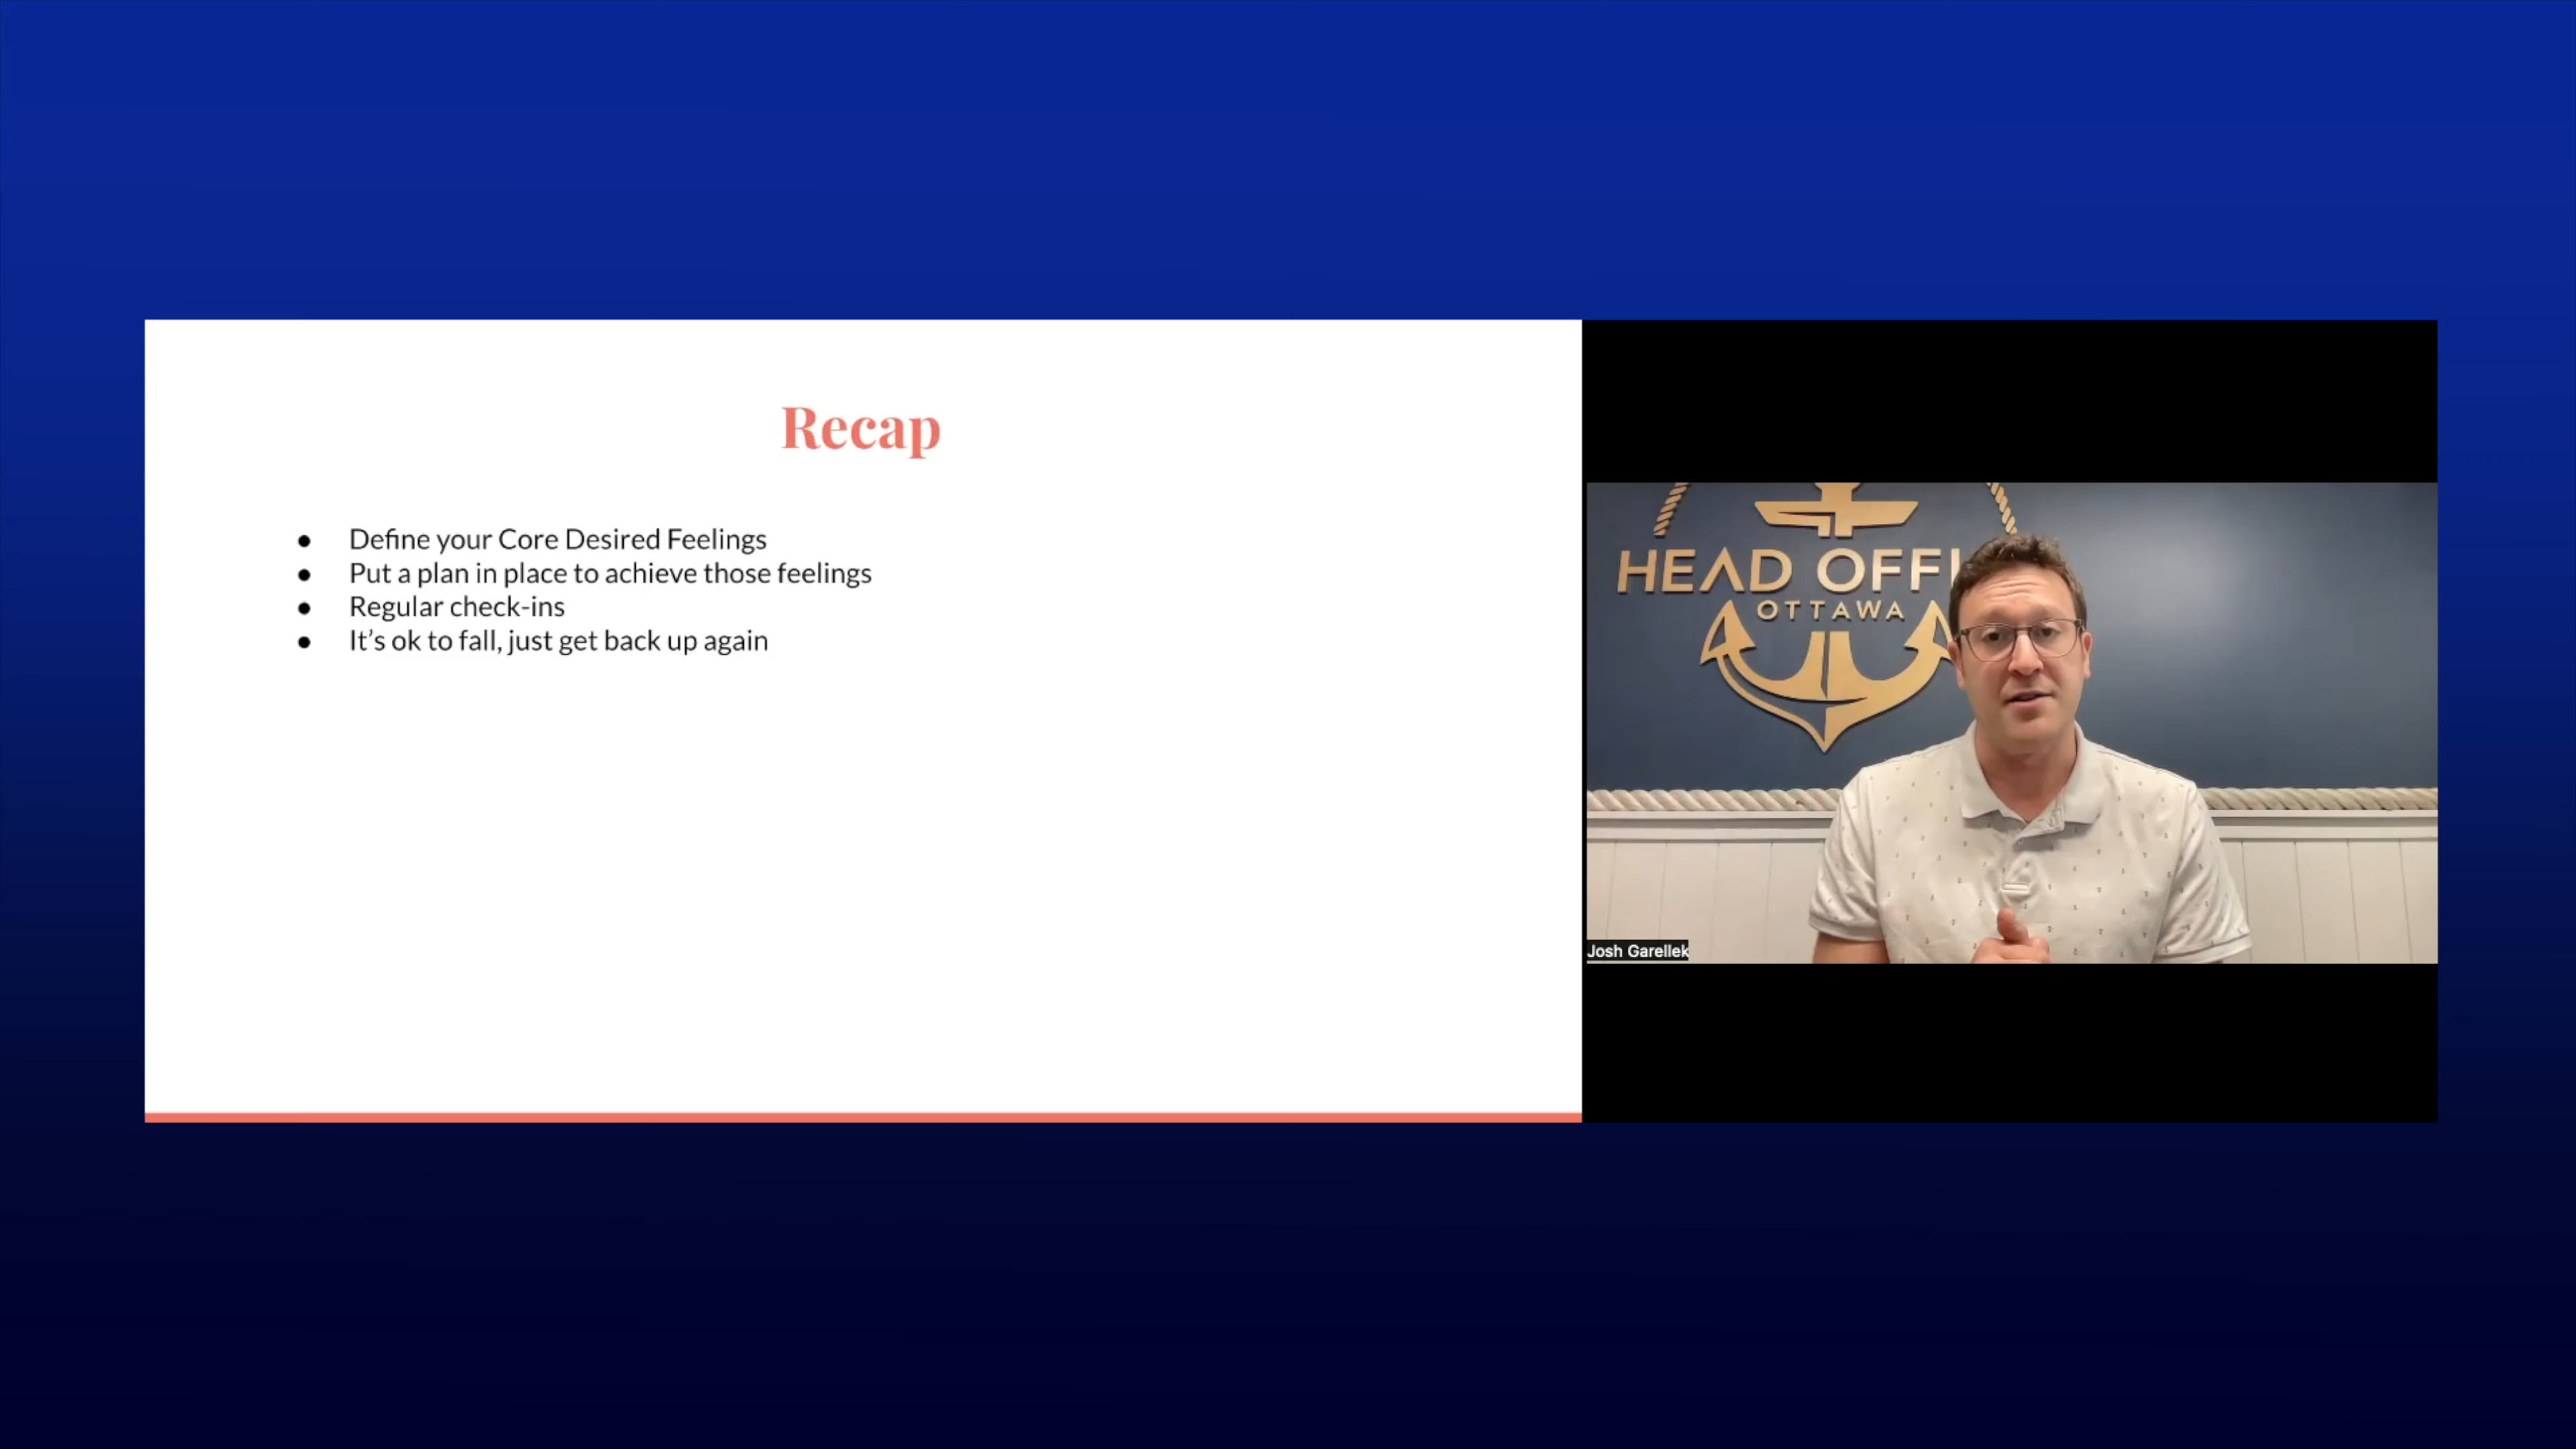 Recap
Define your Core Desired Feelings
Put a plan in place to achieve those feelings
Regular check-ins
It’s ok to fall, just get back up again
HEAD OFFI
OTTAWA
Josh Garellek